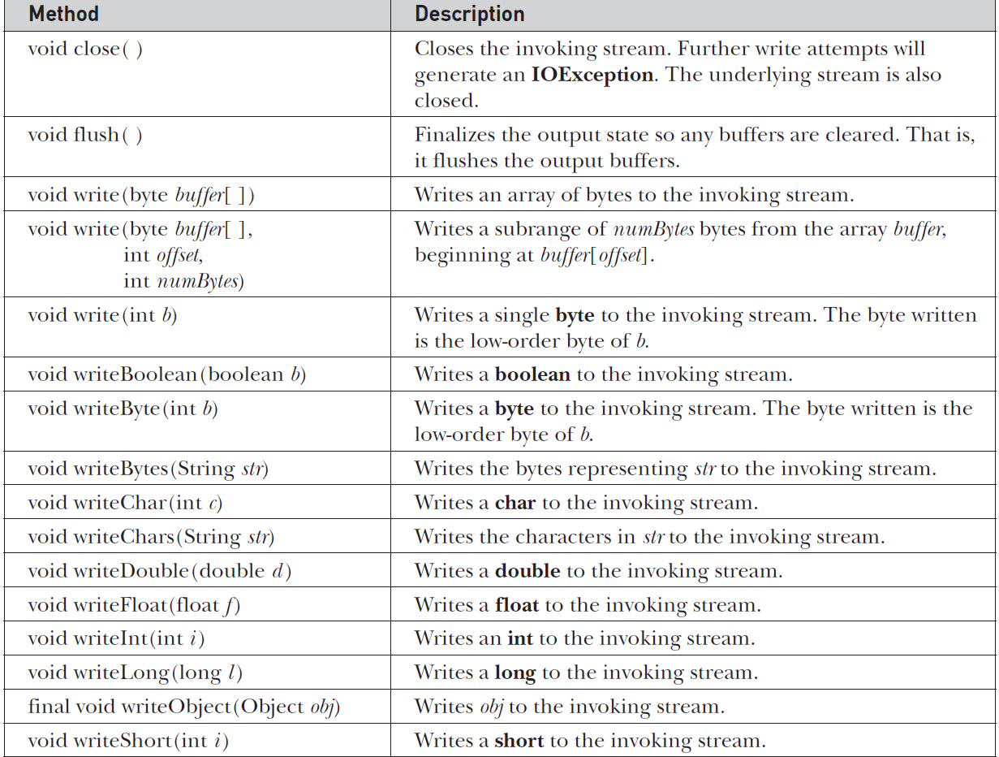 Method Description
void close( ) Closes the invoking stream. Further write attempts will
generate an IOException. The underlying stream is also
closed.
void flush( ) Finalizes the output state so any buffers are cleared. That is,
it flushes the output buffers.
void write(byte buffer[ ]) Writes an array of bytes to the invoking stream.
void write(byte buffer[ ], Writes a subrange of numBytes bytes from the array buffer,
int offset, beginning at buffer[offset].
int numBytes)
void write(int b) Writes a single byte to the invoking stream. The byte written
is the low-order byte of b.
void writeBoolean(boolean b) Writes a boolean to the invoking stream.
void writeByte(int b) Writes a byte to the invoking stream. The byte written is the
low-order byte of b.
void writeBytes(String str) Writes the bytes representing str to the invoking stream.
void writeChar(int c) Writes a char to the invoking stream.
void writeChars(String str) Writes the characters in str to the invoking stream.
void writeDouble(double d) Writes a double to the invoking stream.
void writeFloat(float f) Writes a float to the invoking stream.
void writeInt(int i) Writes an int to the invoking stream.
void writeLong(long l) Writes a long to the invoking stream.
final void writeObject(Object obj) Writes obj to the invoking stream.
void writeShort(int i) Writes a short to the invoking stream.